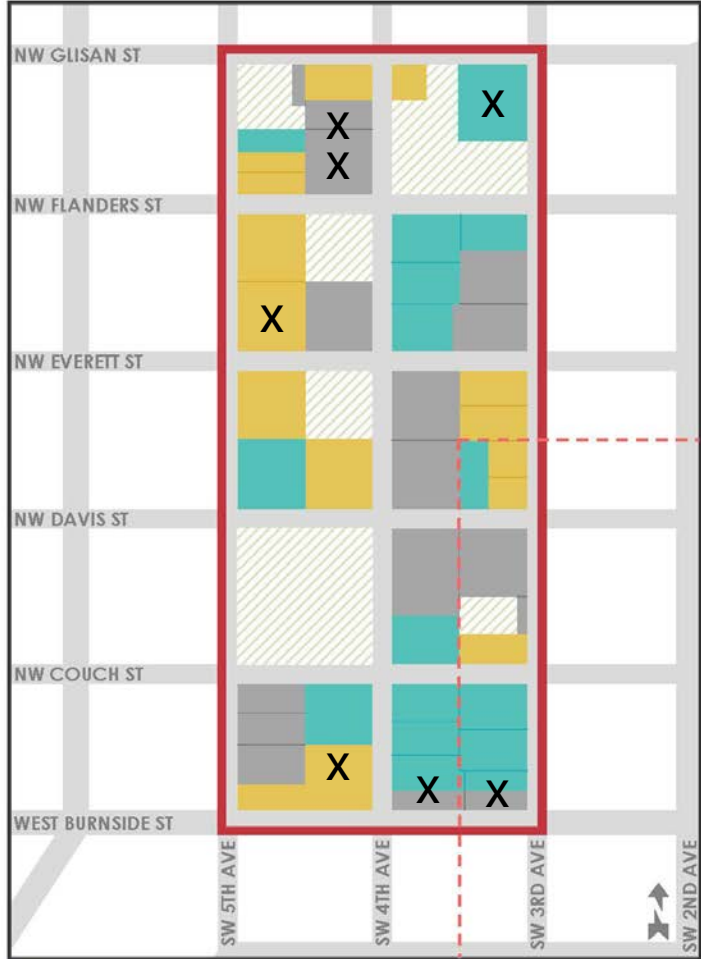 NW GLISAN ST
X
X
X
NW FLANDERS ST
X
NW EVERETT ST
NW DAVIS ST
NW COUCH ST
X
X
X
WEST BURNSIDE ST
SW 5TH AVE
SW 4TH AVE
SW 3RD AVE
SW 2ND AVE
N